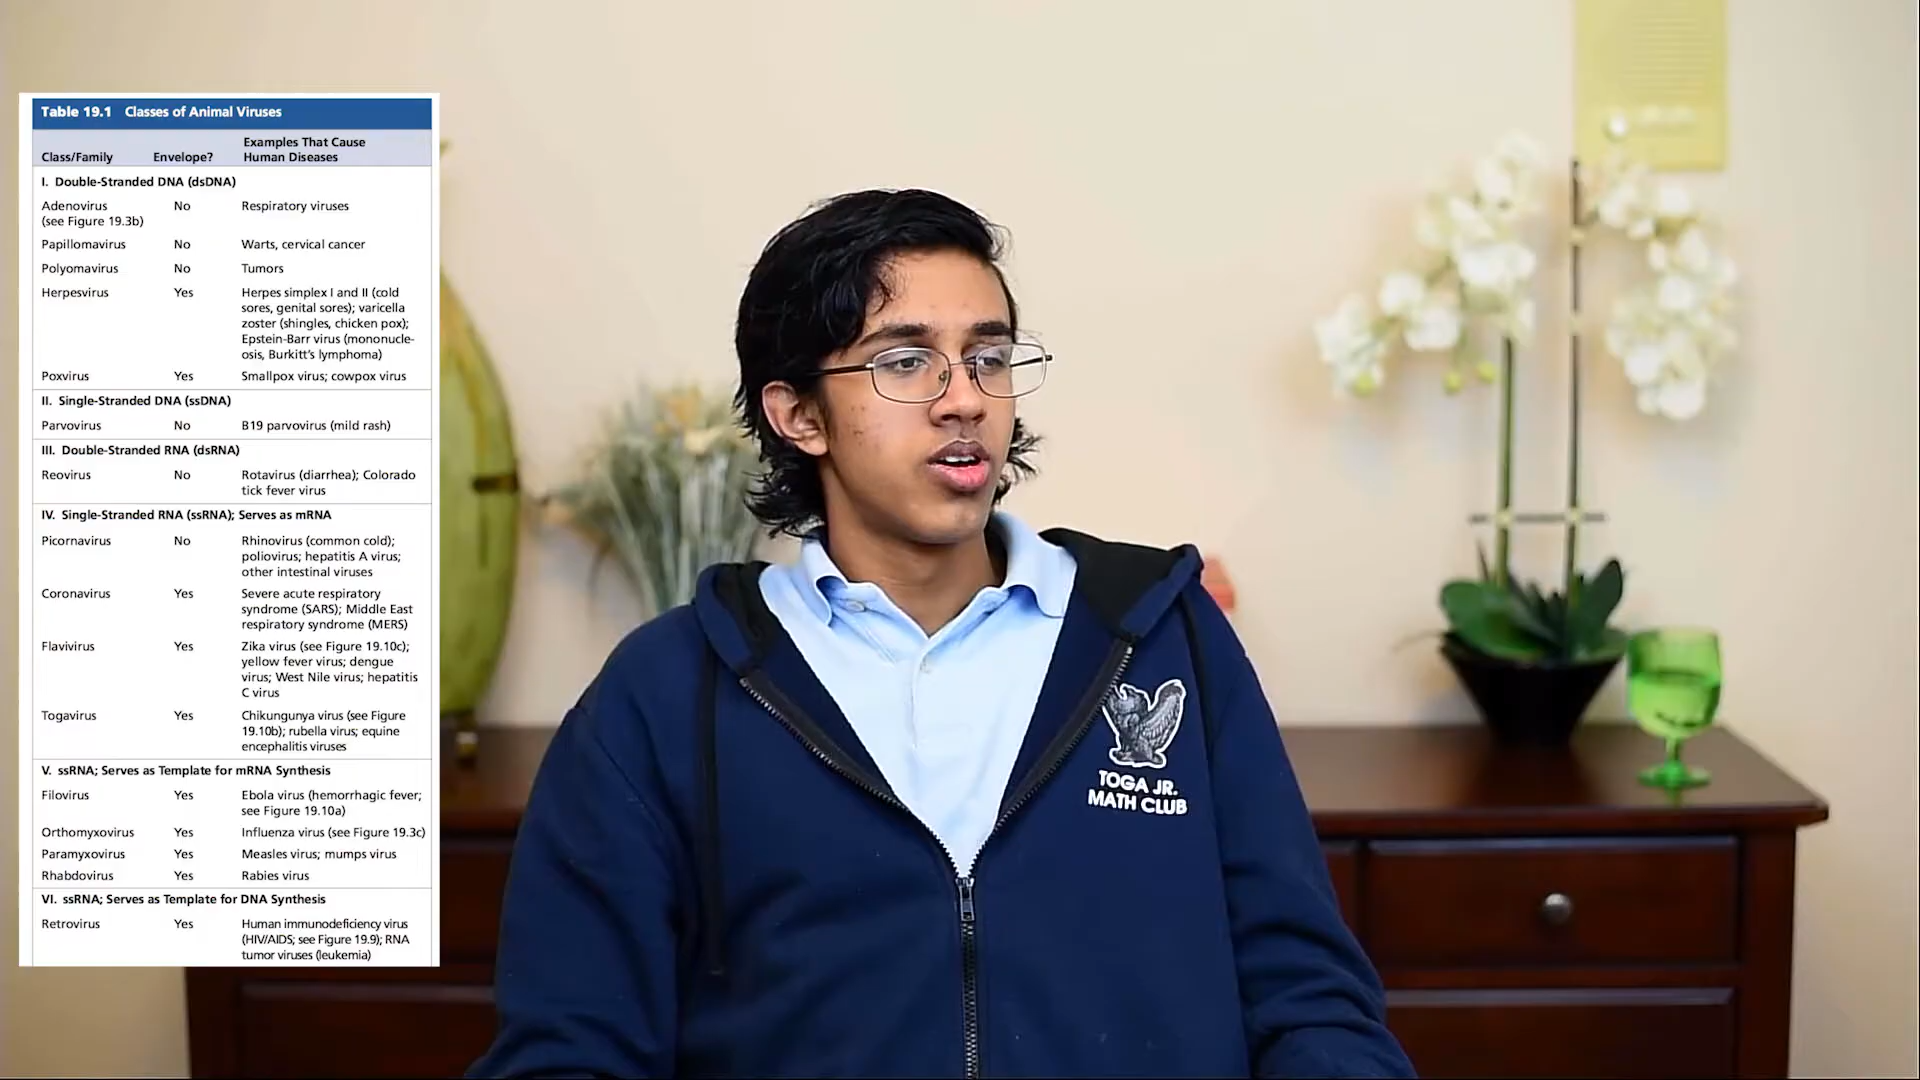 Table 19.1 Classes of Animal Viruses
Class/Family Envelope? Examples That Cause
Human Diseases
I. Double-Stranded DNA (dsDNA)
Adenovirus No Respiratory viruses
(see Figure 19.3b)
Papillomavirus No Warts, cervical cancer
Polyomavirus No Tumors
Herpesvirus Yes Herpes simplex I and II (cold
sores, genital sores); varicella
zoster (shingles, chicken pox);
Epstein-Barr virus (mononucle-
osis, Burkitt's lymphoma)
Poxvirus Yes Smallpox virus; cowpox virus
II. Single-Stranded DNA (ssDNA)
Parvovirus No B19 parvovirus (mild rash)
III. Double-Stranded RNA (dsRNA)
Reovirus No Rotavirus (diarrhea); Colorado
tick fever virus
IV. Single-Stranded RNA (ssRNA); Serves as mRNA
Picornavirus No Rhinovirus (common cold);
poliovirus; hepatitis A virus;
other intestinal viruses
Coronavirus Yes Severe acute respiratory
syndrome (SARS); Middle East
respiratory syndrome (MERS)
Flavivirus Yes Zika virus (see Figure 19.10c);
yellow fever virus; dengue
virus; West Nile virus; hepatitis
C virus
Togavirus Yes Chikungunya virus (see Figure
19.10b); rubella virus; equine
encephalitis viruses
V. ssRNA; Serves as Template for mRNA Synthesis
Filovirus Yes Ebola virus (hemorrhagic fever;
see Figure 19.10a)
Orthomyxovirus Yes Influenza virus (see Figure 19.3c)
Paramyxovirus Yes Measles virus; mumps virus
Rhabdovirus Yes Rabies virus
VI. ssRNA; Serves as Template for DNA Synthesis
Retrovirus Yes Human immunodeficiency virus
(HIV/AIDS; see Figure 19.9); RNA
tumor viruses (leukemia)
TOGA JR.
MATH CLUB